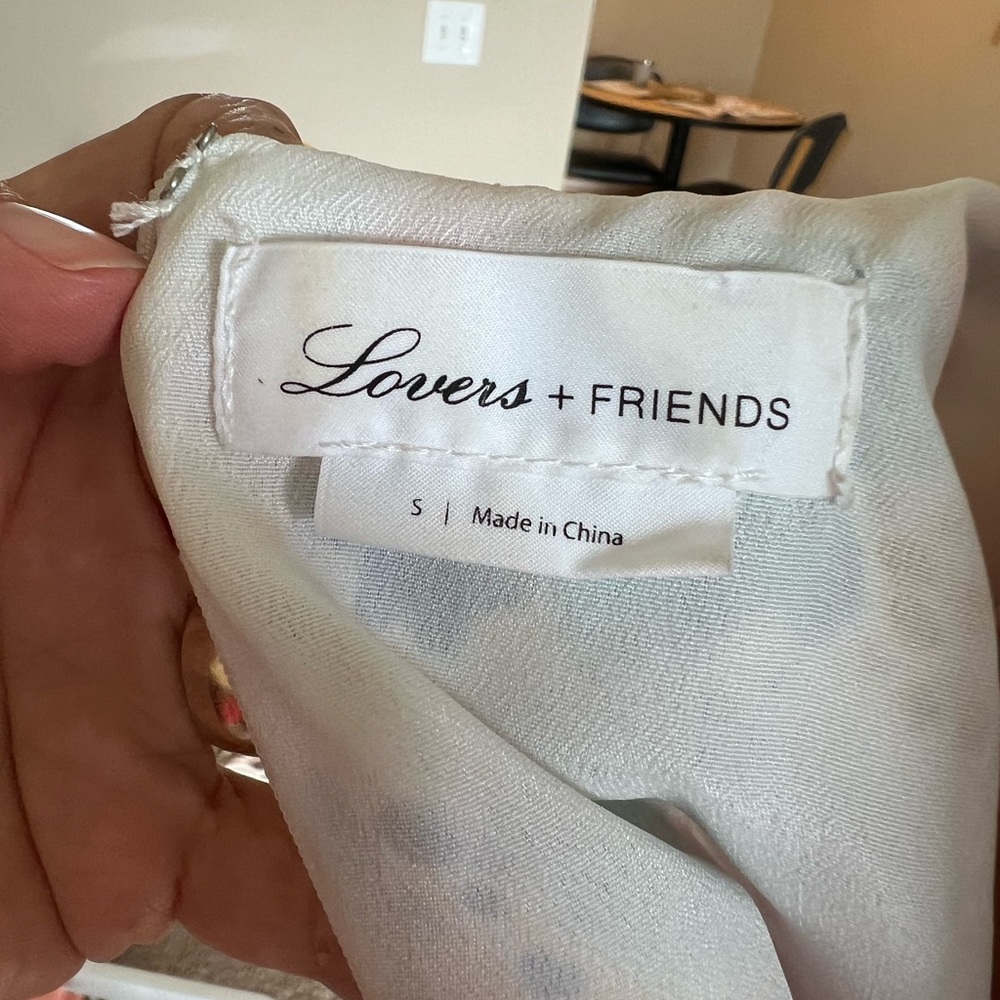 Lovers + FRIENDS
S | Made in China